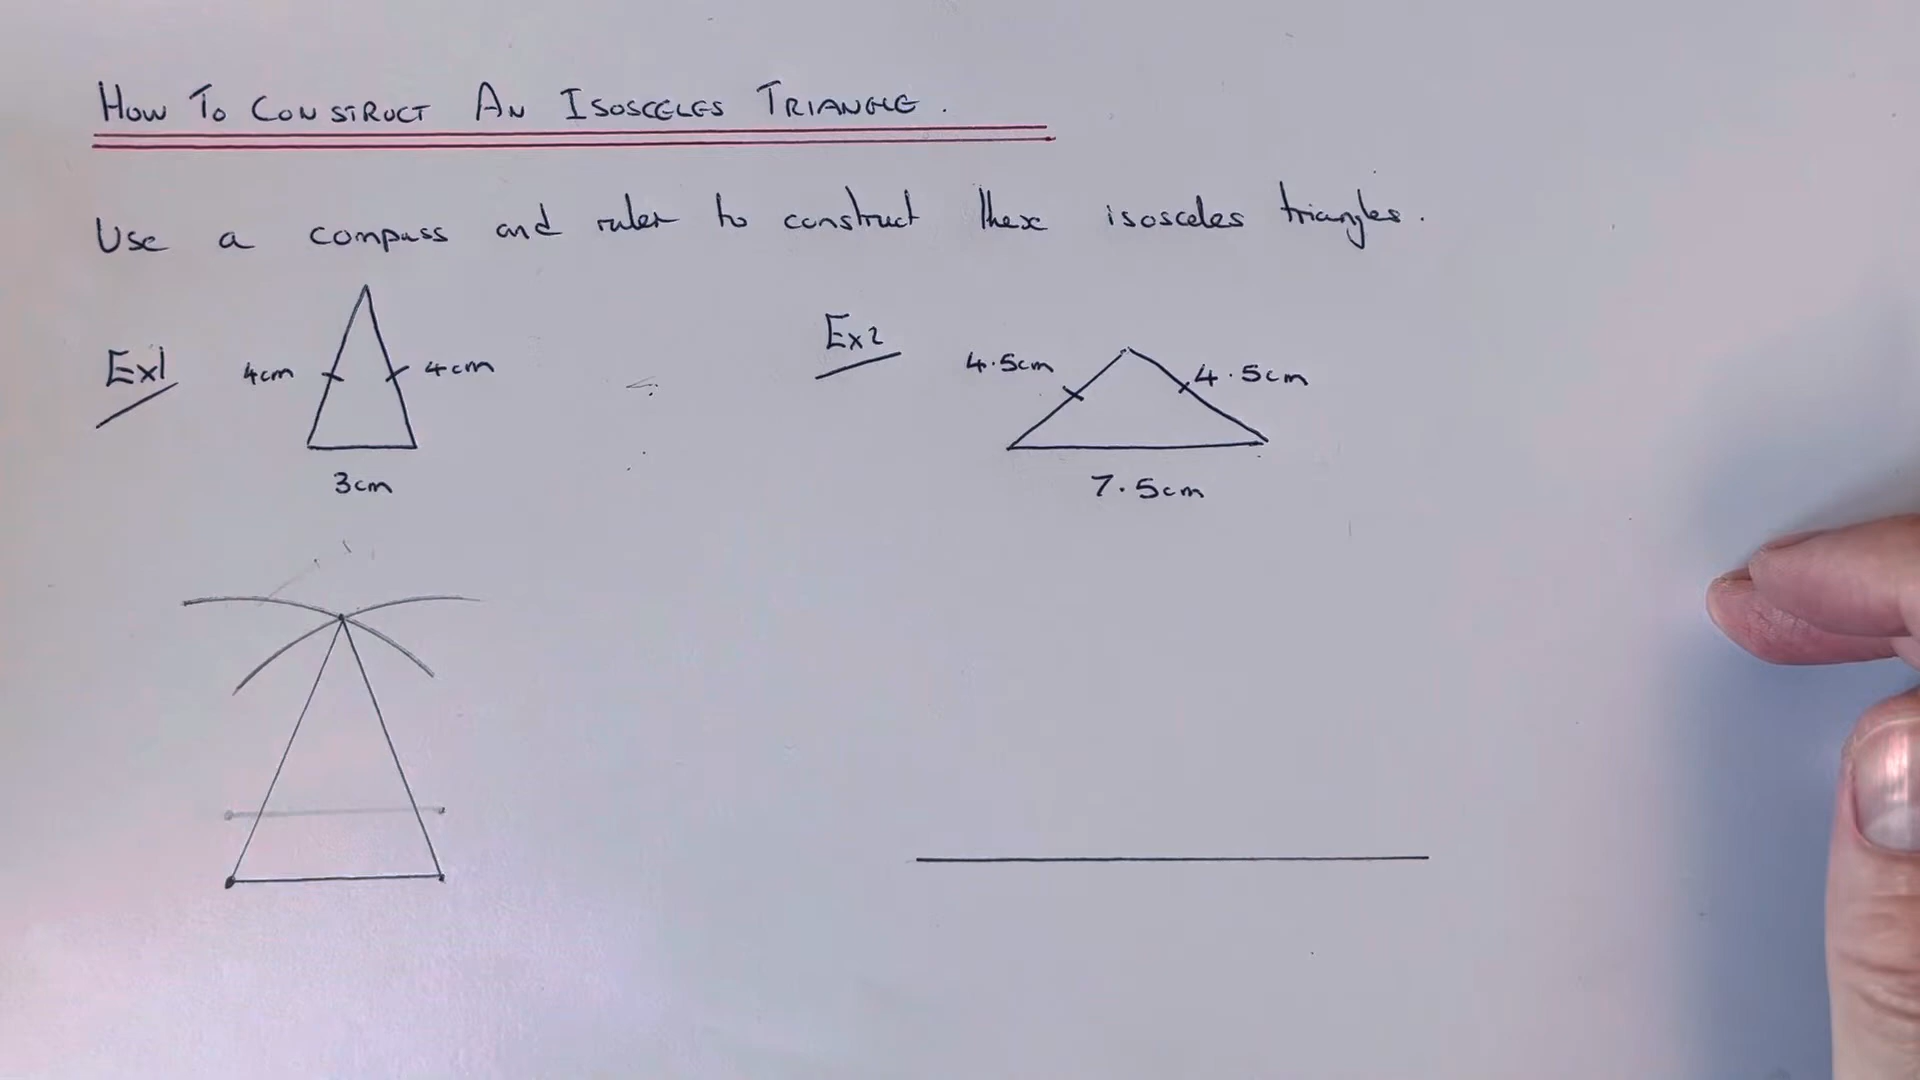 HOW TO CONSTRUCT AN ISOSCELES TRIANGLE.
Use a compass and ruler to construct these isosceles triangles.
Ex1
4cm
4cm
3cm
Ex2
4.5cm
4.5cm
7.5cm